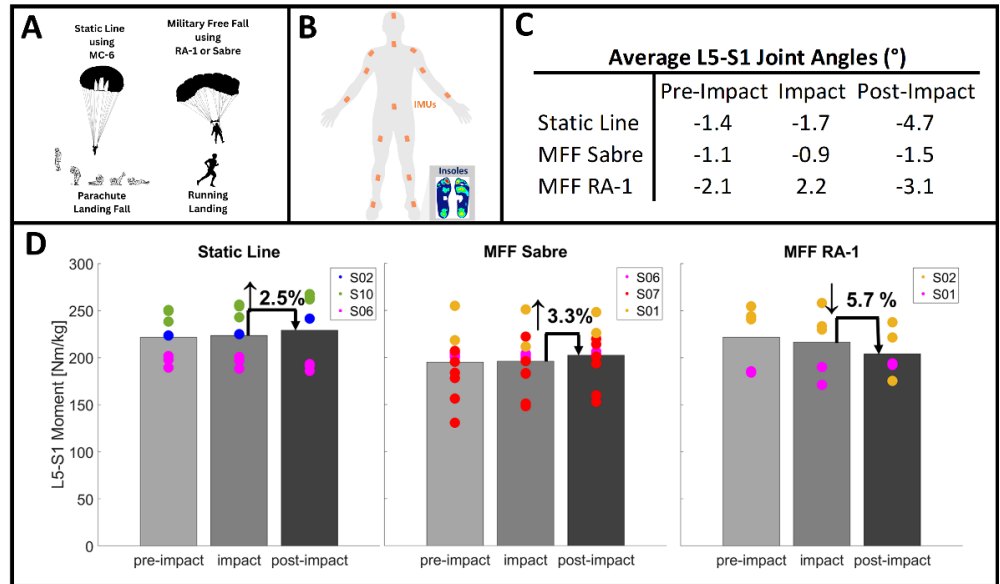 A
Static Line
using
MC-6
Military Free Fall
using
RA-1 or Sabre
Parachute
Landing Fall
Running
Landing
B
IMUs
Insoles
C
Average L5-S1 Joint Angles (°)
Pre-Impact Impact Post-Impact
Static Line -1.4 -1.7 -4.7
MFF Sabre -1.1 -0.9 -1.5
MFF RA-1 -2.1 2.2 -3.1
D
L5-S1 Moment [Nm/kg]
300
250
200
150
100
50
0
Static Line
S02
S10
S06
↑ 2.5%
pre-impact impact post-impact
MFF Sabre
S06
S07
S01
↑ 3.3%
pre-impact impact post-impact
MFF RA-1
S02
S01
↓ 5.7 %
pre-impact impact post-impact